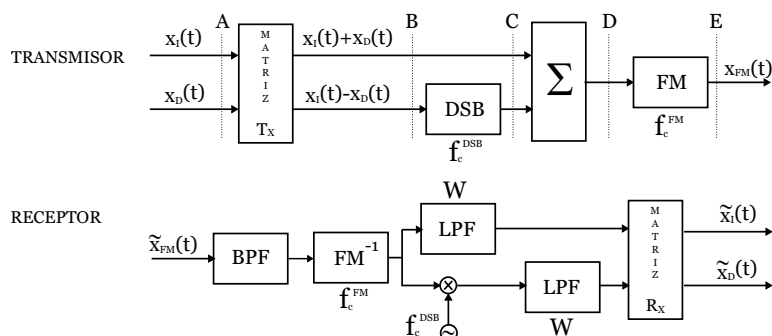 A B C D E
TRANSMISOR
x_I(t) x_I(t)+x_D(t)
x_D(t) x_I(t)-x_D(t)
MATRIZ
T_X
DSB
f_c^DSB
Σ
FM
f_c^FM
x_FM(t)
RECEPTOR
x̃_FM(t)
BPF
FM⁻¹
f_c^FM
W
LPF
f_c^DSB
LPF
W
MATRIZ
R_X
x̃_I(t)
x̃_D(t)